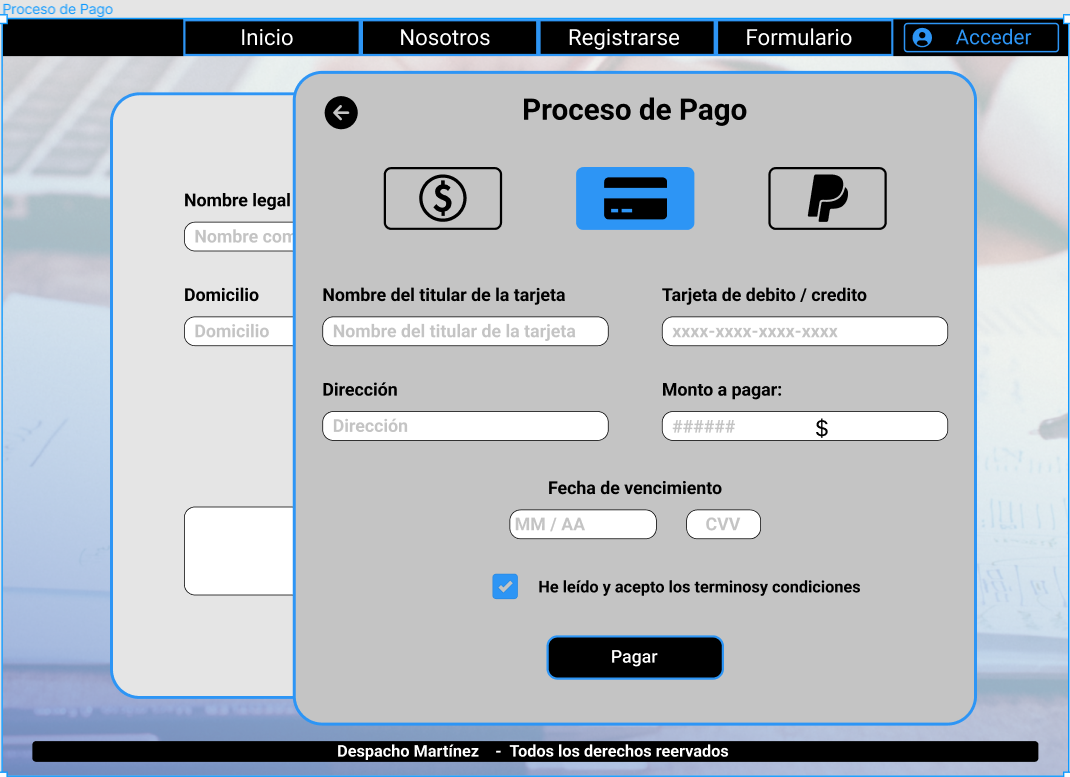 Proceso de Pago
Inicio Nosotros Registrarse Formulario Acceder
Proceso de Pago
$
Nombre legal
Nombre com
Domicilio Nombre del titular de la tarjeta Tarjeta de debito / credito
Domicilio Nombre del titular de la tarjeta xxxx-xxxx-xxxx-xxxx
Dirección Monto a pagar:
Dirección ###### $
Fecha de vencimiento
MM / AA CVV
He leído y acepto los terminosy condiciones
Pagar
Despacho Martínez - Todos los derechos reervados